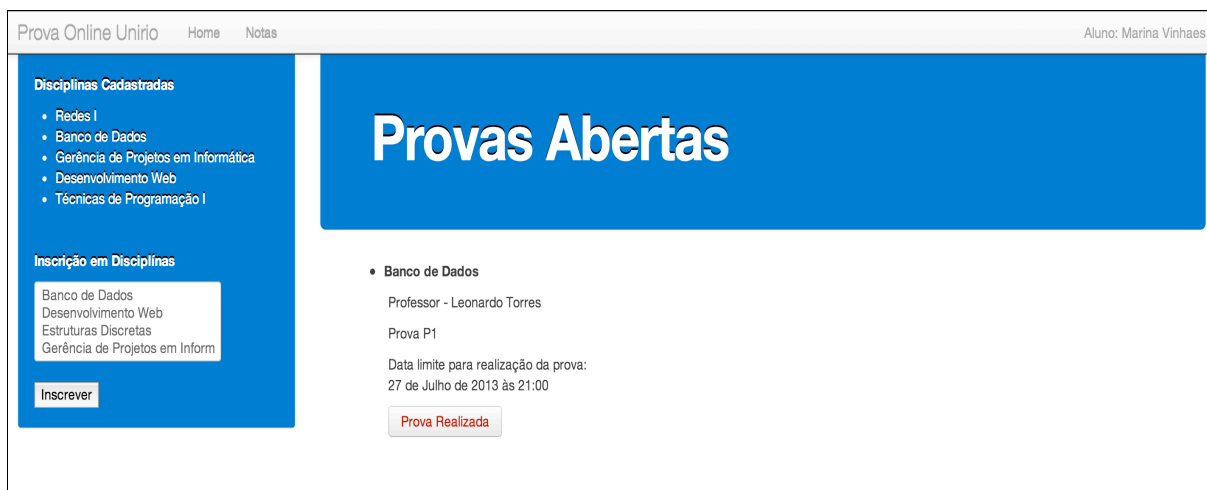 Prova Online Unirio Home Notas Aluno: Marina Vinhaes
Disciplinas Cadastradas
Redes I
Banco de Dados
Gerência de Projetos em Informática
Desenvolvimento Web
Técnicas de Programação I
Inscrição em Disciplínas
Banco de Dados
Desenvolvimento Web
Estruturas Discretas
Gerência de Projetos em Inform
Inscrever
Provas Abertas
Banco de Dados
Professor - Leonardo Torres
Prova P1
Data limite para realização da prova:
27 de Julho de 2013 às 21:00
Prova Realizada